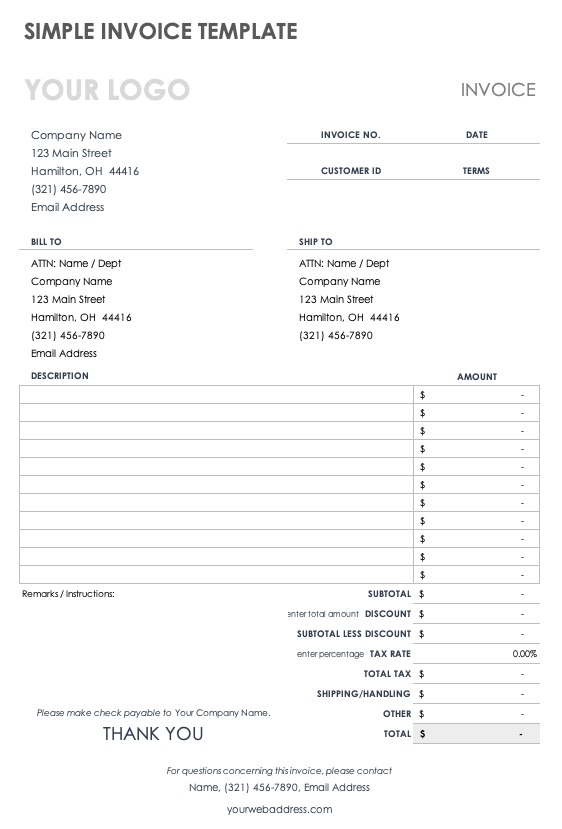 SIMPLE INVOICE TEMPLATE
YOUR LOGO
INVOICE
Company Name
123 Main Street
Hamilton, OH 44416
(321) 456-7890
Email Address
INVOICE NO. DATE
CUSTOMER ID TERMS
BILL TO
ATTN: Name / Dept
Company Name
123 Main Street
Hamilton, OH 44416
(321) 456-7890
Email Address
SHIP TO
ATTN: Name / Dept
Company Name
123 Main Street
Hamilton, OH 44416
(321) 456-7890
DESCRIPTION AMOUNT
$ -
$ -
$ -
$ -
$ -
$ -
$ -
$ -
$ -
$ -
$ -
Remarks / Instructions:
SUBTOTAL $ -
enter total amount DISCOUNT $ -
SUBTOTAL LESS DISCOUNT $ -
enter percentage TAX RATE 0.00%
TOTAL TAX $ -
SHIPPING/HANDLING $ -
Please make check payable to Your Company Name.
OTHER $ -
THANK YOU
TOTAL $ -
For questions concerning this invoice, please contact
Name, (321) 456-7890, Email Address
yourwebaddress.com